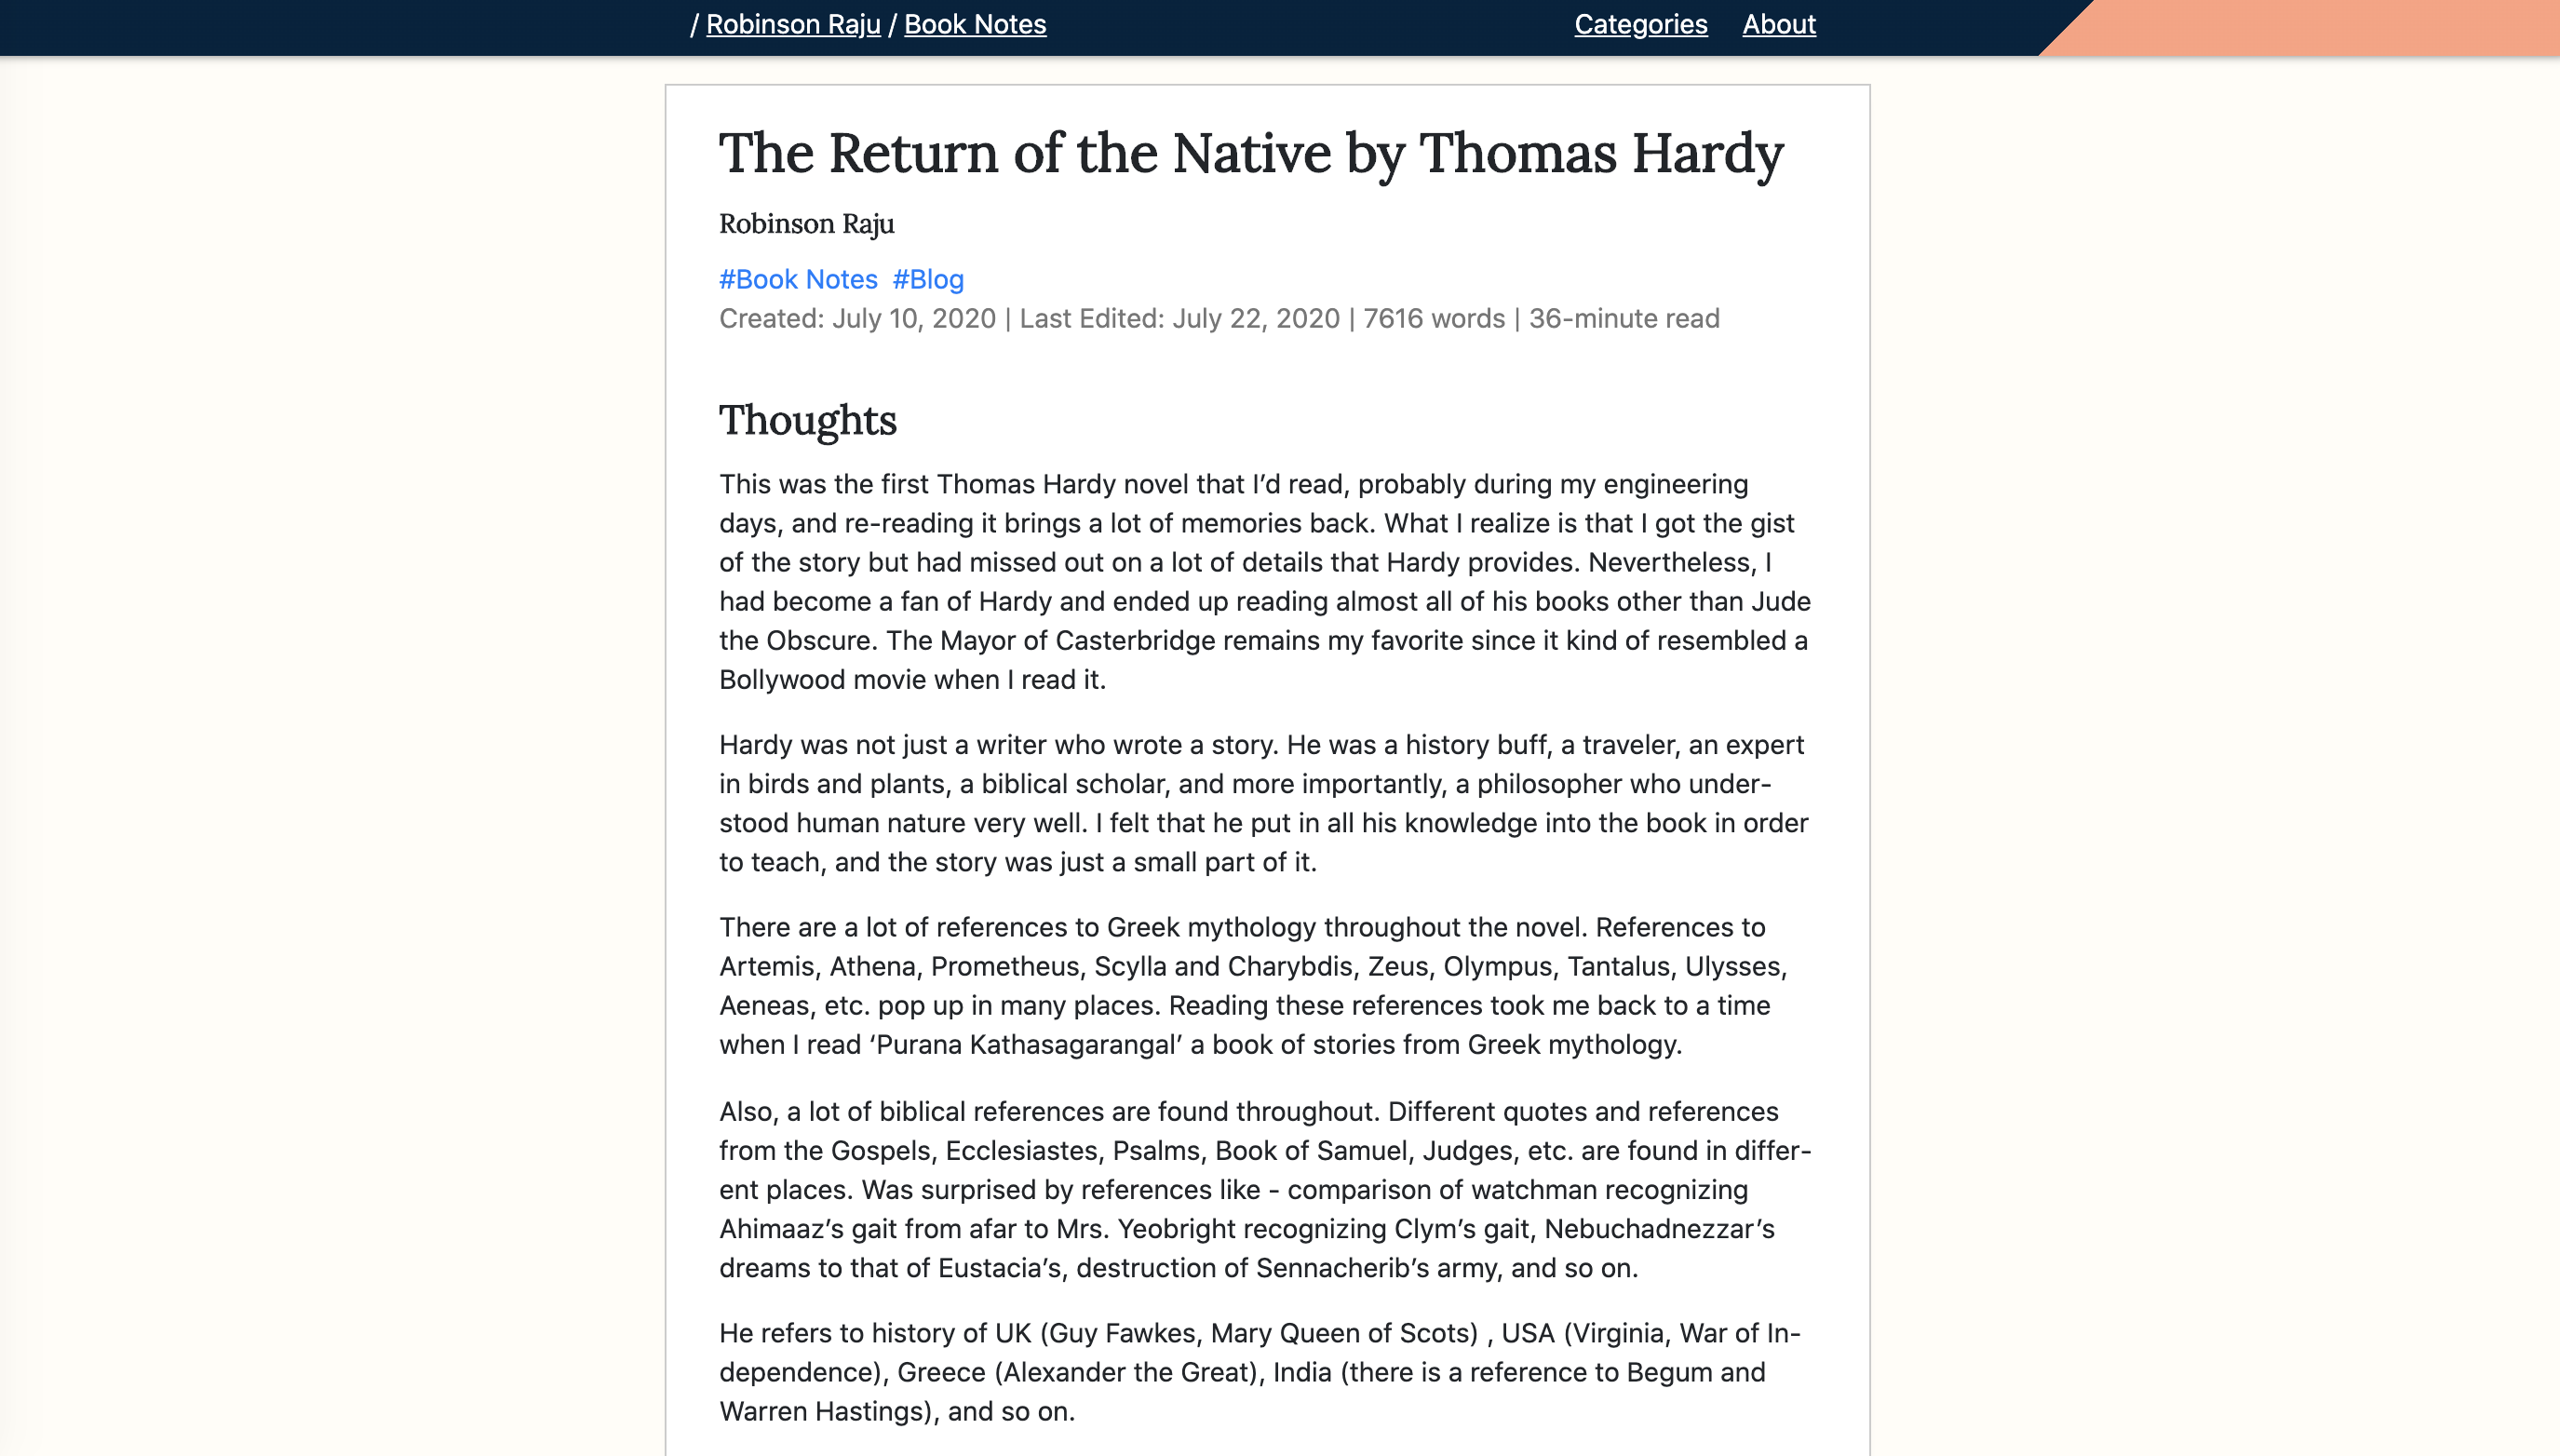 / Robinson Raju / Book Notes
Categories About
The Return of the Native by Thomas Hardy
Robinson Raju
#Book Notes #Blog
Created: July 10, 2020 | Last Edited: July 22, 2020 | 7616 words | 36-minute read
Thoughts
This was the first Thomas Hardy novel that I’d read, probably during my engineering
days, and re-reading it brings a lot of memories back. What I realize is that I got the gist
of the story but had missed out on a lot of details that Hardy provides. Nevertheless, I
had become a fan of Hardy and ended up reading almost all of his books other than Jude
the Obscure. The Mayor of Casterbridge remains my favorite since it kind of resembled a
Bollywood movie when I read it.
Hardy was not just a writer who wrote a story. He was a history buff, a traveler, an expert
in birds and plants, a biblical scholar, and more importantly, a philosopher who under-
stood human nature very well. I felt that he put in all his knowledge into the book in order
to teach, and the story was just a small part of it.
There are a lot of references to Greek mythology throughout the novel. References to
Artemis, Athena, Prometheus, Scylla and Charybdis, Zeus, Olympus, Tantalus, Ulysses,
Aeneas, etc. pop up in many places. Reading these references took me back to a time
when I read ‘Purana Kathasagarangal’ a book of stories from Greek mythology.
Also, a lot of biblical references are found throughout. Different quotes and references
from the Gospels, Ecclesiastes, Psalms, Book of Samuel, Judges, etc. are found in differ-
ent places. Was surprised by references like - comparison of watchman recognizing
Ahimaaz’s gait from afar to Mrs. Yeobright recognizing Clym’s gait, Nebuchadnezzar’s
dreams to that of Eustacia’s, destruction of Sennacherib’s army, and so on.
He refers to history of UK (Guy Fawkes, Mary Queen of Scots) , USA (Virginia, War of In-
dependence), Greece (Alexander the Great), India (there is a reference to Begum and
Warren Hastings), and so on.